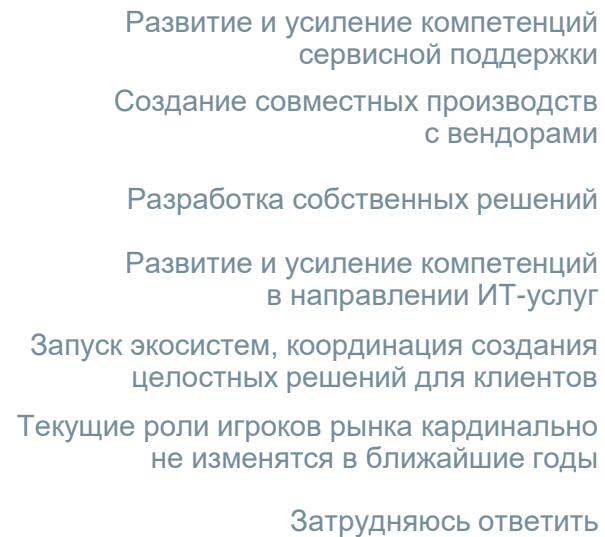 Развитие и усиление компетенций
сервисной поддержки
Создание совместных производств
с вендорами
Разработка собственных решений
Развитие и усиление компетенций
в направлении ИТ-услуг
Запуск экосистем, координация создания
целостных решений для клиентов
Текущие роли игроков рынка кардинально
не изменятся в ближайшие годы
Затрудняюсь ответить